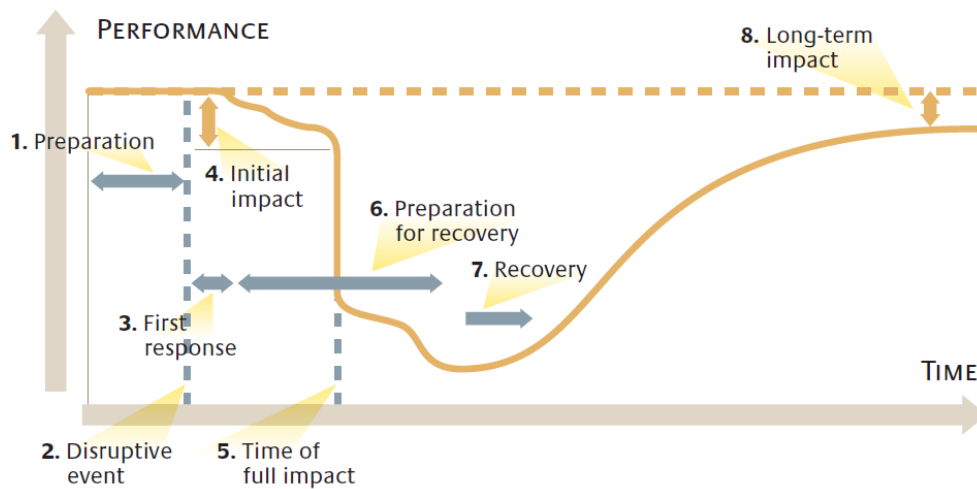 PERFORMANCE
8. Long-term
impact
1. Preparation
4. Initial
impact
6. Preparation
for recovery
7. Recovery
3. First
response
TIME
2. Disruptive
event
5. Time of
full impact